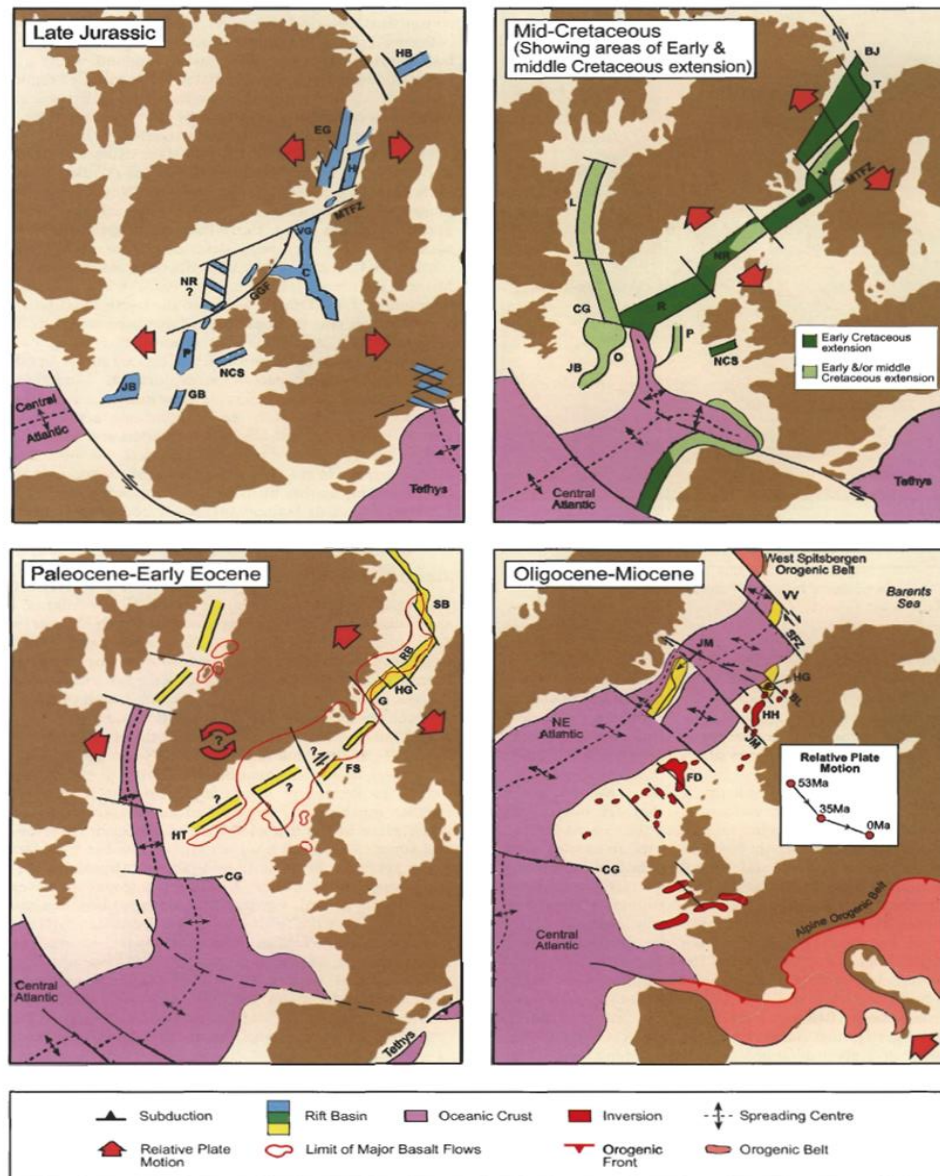 Late Jurassic
HB
EG
H
MTFZ
VG
NR
?
C
GGF
P
NCS
JB
GB
Central
Atlantic
Tethys
Mid-Cretaceous
(Showing areas of Early &
middle Cretaceous extension)
BJ
T
V
MTFZ
MB
L
NR
CG
R
P
O
JB
NCS
Early Cretaceous
extension
Early &/or middle
Cretaceous extension
Central
Atlantic
Tethys
Paleocene-Early Eocene
SB
RB
HG
G
?
?
FS
?
?
HT
CG
Central
Atlantic
Tethys
Oligocene-Miocene
West Spitsbergen
Orogenic Belt
VV
Barents
Sea
SFZ
JM
HG
BL
HH
NE
Atlantic
JM
FD
Relative Plate
Motion
53Ma
35Ma
0Ma
CG
Central
Atlantic
Alpine Orogenic Belt
Subduction
Rift Basin
Oceanic Crust
Inversion
Spreading Centre
Relative Plate
Motion
Limit of Major Basalt Flows
Orogenic
Front
Orogenic Belt